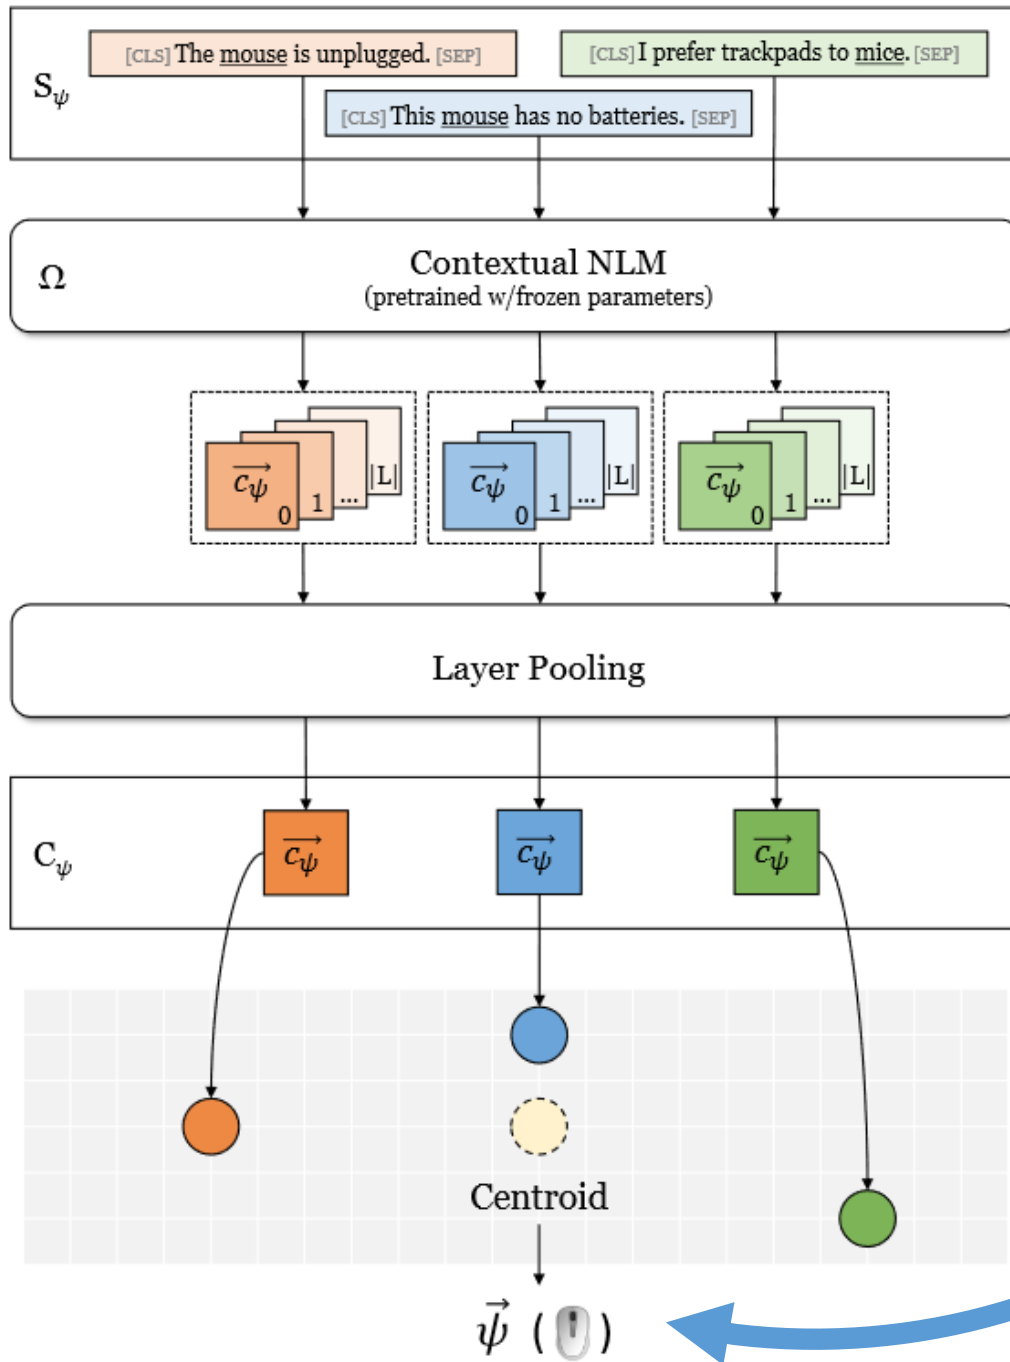 [CLS] The mouse is unplugged. [SEP]
[CLS] I prefer trackpads to mice. [SEP]
S_ψ
[CLS] This mouse has no batteries. [SEP]
Ω
Contextual NLM
(pretrained w/frozen parameters)
c_ψ 0 1 ... |L|
c_ψ 0 1 ... |L|
c_ψ 0 1 ... |L|
Layer Pooling
C_ψ
c_ψ
c_ψ
c_ψ
Centroid
ψ ( )